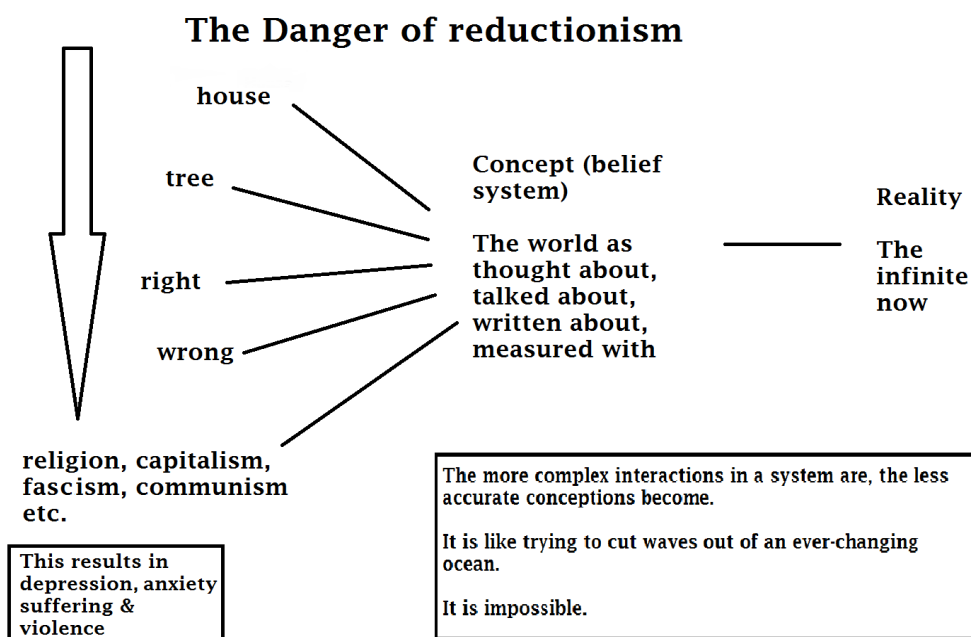 The Danger of reductionism
house
tree
right
wrong
religion, capitalism,
fascism, communism
etc.
This results in
depression, anxiety
suffering &
violence
Concept (belief
system)
The world as
thought about,
talked about,
written about,
measured with
Reality
The
infinite
now
The more complex interactions in a system are, the less
accurate conceptions become.
It is like trying to cut waves out of an ever-changing
ocean.
It is impossible.